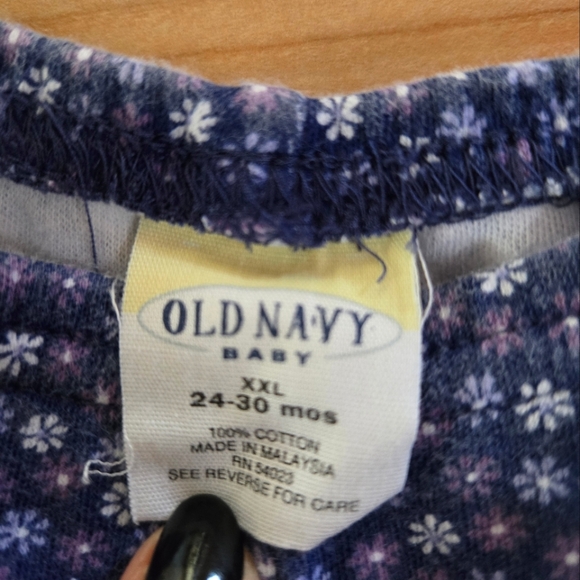 OLD NAVY
BABY
XXL
24-30 mos
100% COTTON
MADE IN MALAYSIA
RN 54023
SEE REVERSE FOR CARE